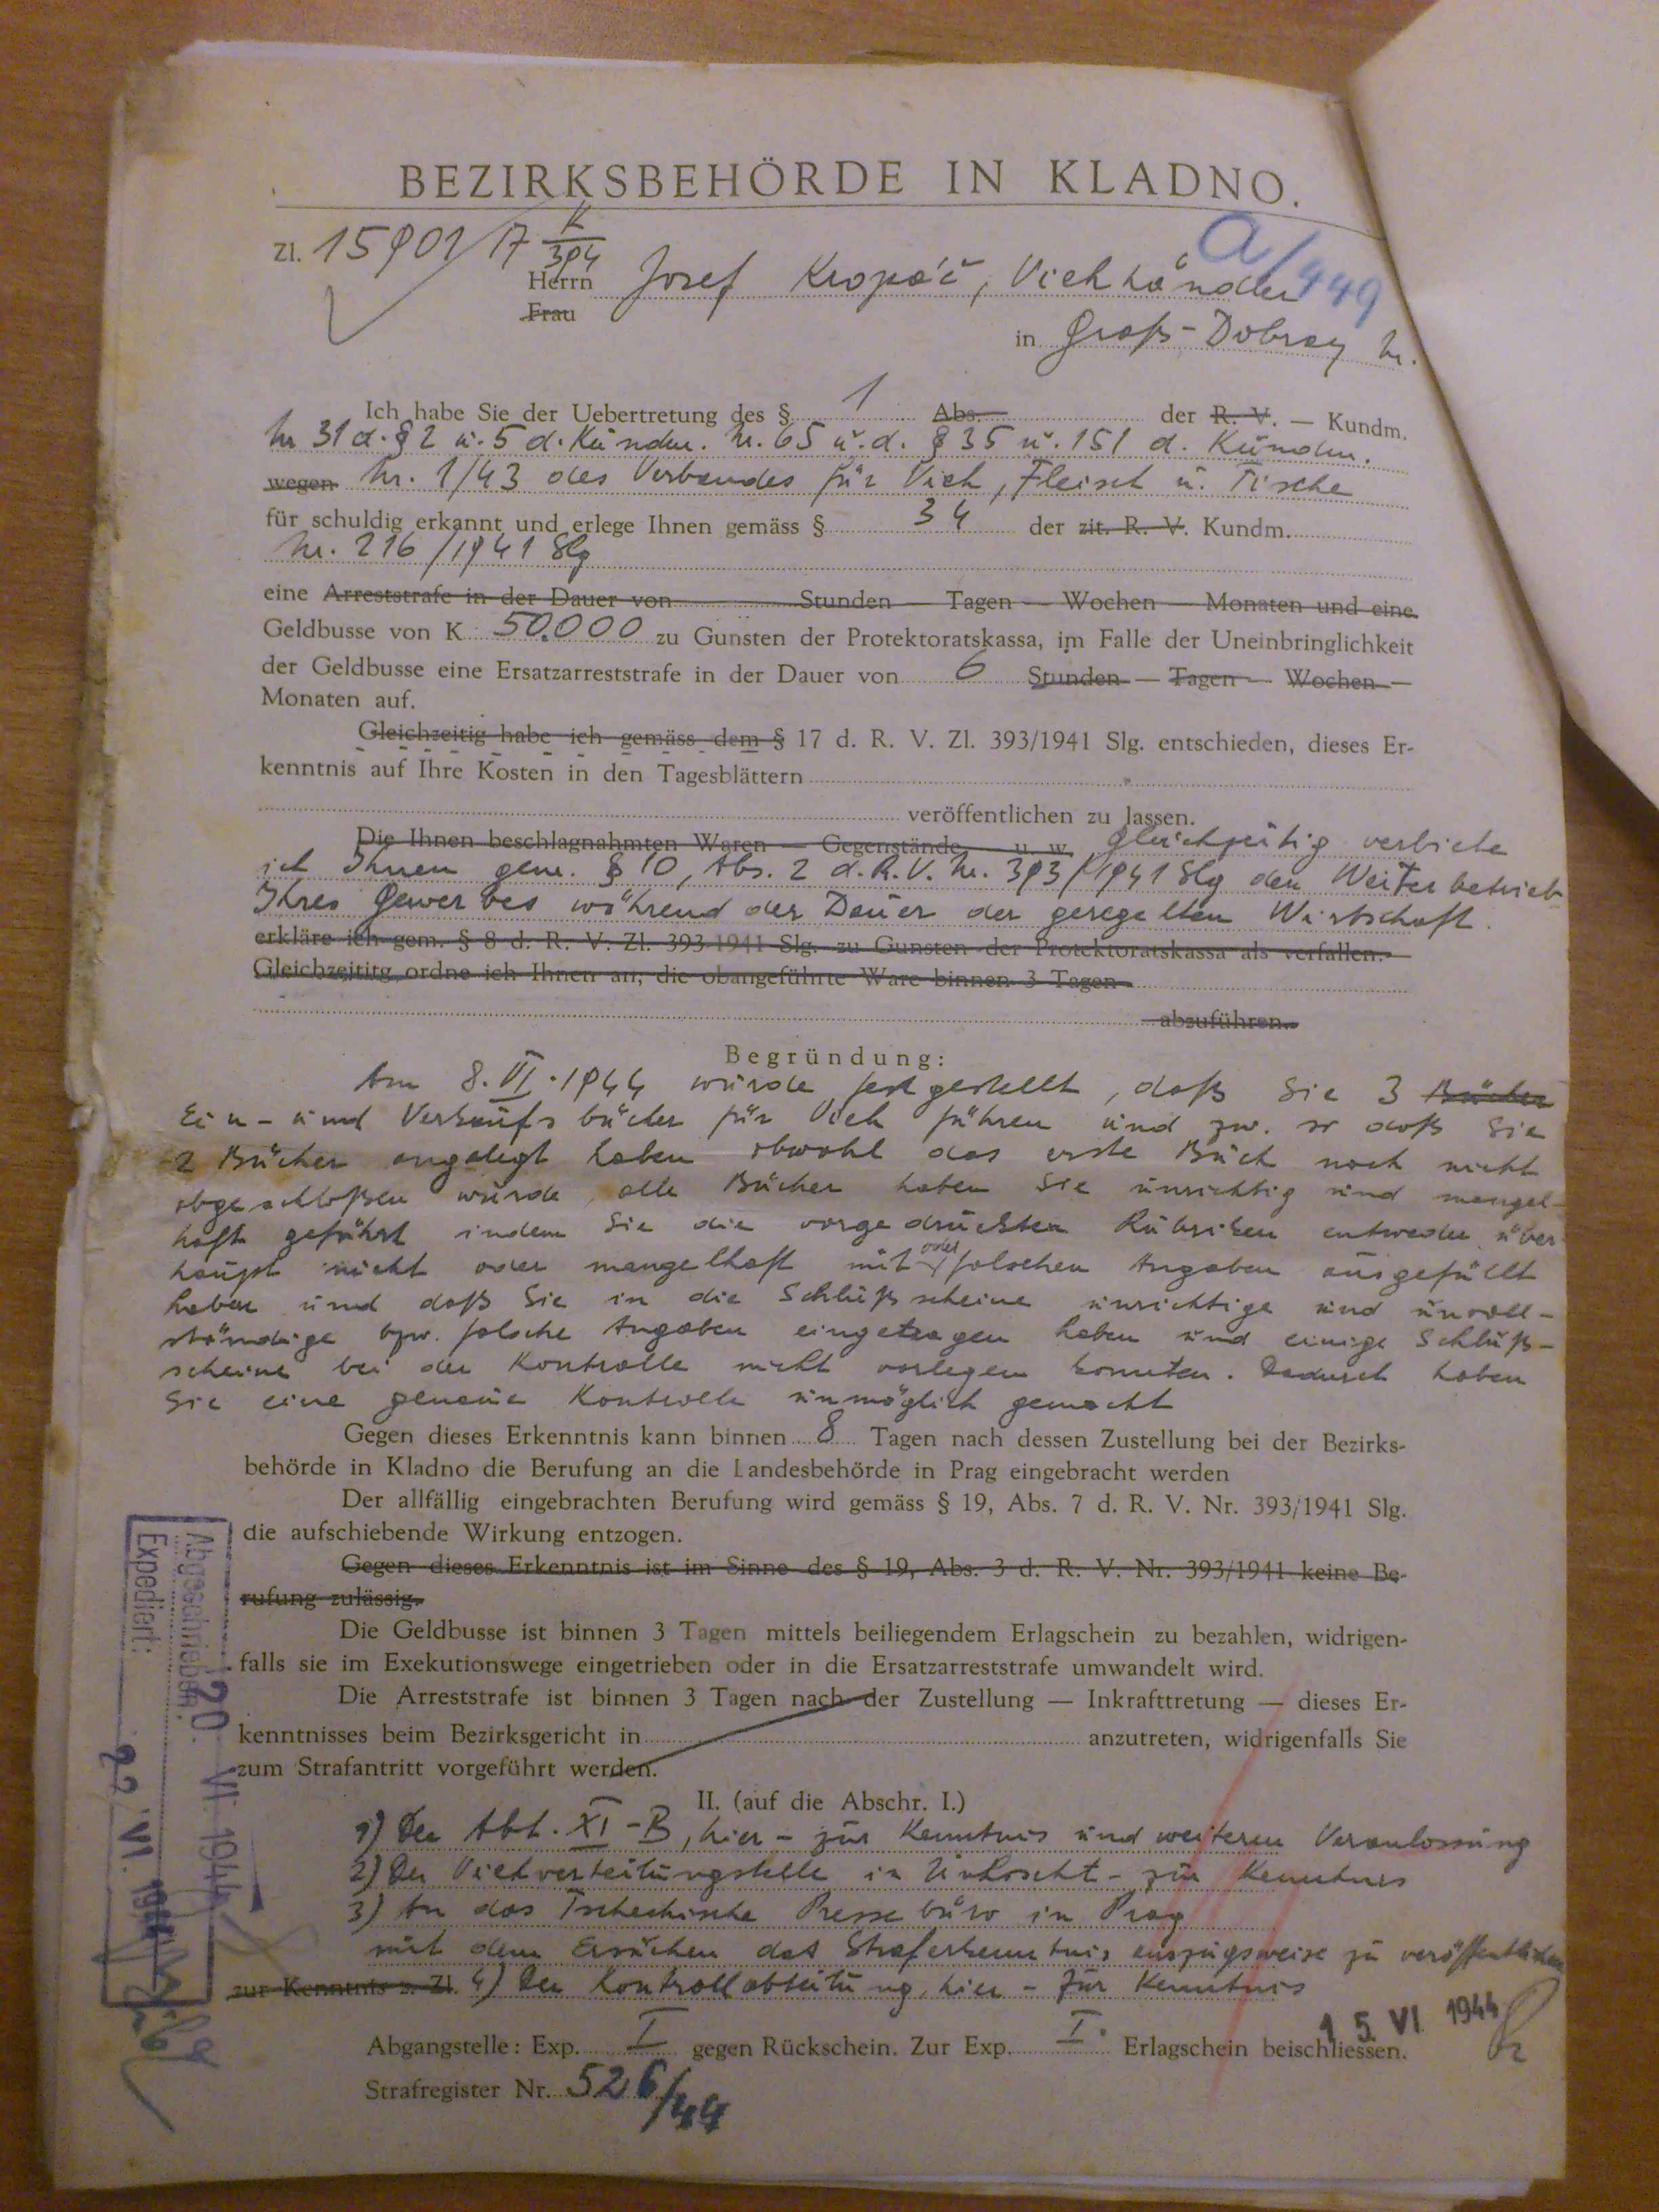 BEZIRKSBEHÖRDE IN KLADNO.
Zl. 15901/17 K/394
a/449
Herrn Josef Kropáč, Viehhändler
Frau
in Groß-Dobray Nr.
Ich habe Sie der Uebertretung des § 1 Abs. der R. V. — Kundm.
Nr 31 d. § 2 u. 5 d. Kundm. Nr. 65 u. d. § 35 u. 151 d. Kundm.
wegen Nr. 1/43 des Verbandes für Vieh, Fleisch u. Fische
für schuldig erkannt und erlege Ihnen gemäss § 34 der zit. R. V. Kundm.
Nr. 216/1941 Slg
eine Arreststrafe in der Dauer von Stunden — Tagen — Wochen — Monaten und eine
Geldbusse von K 50.000 zu Gunsten der Protektoratskassa, im Falle der Uneinbringlichkeit
der Geldbusse eine Ersatzarreststrafe in der Dauer von 6 Stunden — Tagen — Wochen —
Monaten auf.
Gleichzeitig habe ich gemäss dem § 17 d. R. V. Zl. 393/1941 Slg. entschieden, dieses Er-
kenntnis auf Ihre Kosten in den Tagesblättern
veröffentlichen zu lassen.
Die Ihnen beschlagnahmten Waren — Gegenstände u. w. Gleichzeitig verbiete
ich Ihnen gem. § 10, Abs. 2 d. R. V. Nr. 393/1941 Slg den Weiterbetrieb
Ihres Gewerbes während der Dauer der geregelten Wirtschaft.
erkläre ich gem. § 8 d. R. V. Zl. 393-1941 Slg. zu Gunsten der Protektoratskassa als verfallen.
Gleichzeititg ordne ich Ihnen an, die obangeführte Ware binnen 3 Tagen
abzuführen.
Begründung:
Am 8. VI. 1944 wurde festgestellt, daß Sie 3 Bücher
Ein- und Verkaufsbücher für Vieh führen und zw. so daß Sie
2 Bücher angelegt haben obwohl das erste Buch noch nicht
abgeschloßen wurde, alle Bücher haben Sie unrichtig und mangel-
haft geführt indem Sie die vorgedruckten Rubriken entweder über-
haupt nicht oder mangelhaft mit oder falschen Angaben ausgefüllt
haben und daß Sie in die Schlußscheine unrichtige und unvoll-
ständige bzw. falsche Angaben eingetragen haben und einige Schluß-
scheine bei der Kontrolle nicht vorlegen konnten. Dadurch haben
Sie eine genaue Kontrolle unmöglich gemacht
Gegen dieses Erkenntnis kann binnen 8 Tagen nach dessen Zustellung bei der Bezirks-
behörde in Kladno die Berufung an die Landesbehörde in Prag eingebracht werden
Der allfällig eingebrachten Berufung wird gemäss § 19, Abs. 7 d. R. V. Nr. 393/1941 Slg.
die aufschiebende Wirkung entzogen.
Gegen dieses Erkenntnis ist im Sinne des § 19, Abs. 3 d. R. V. Nr. 393/1941 keine Be-
rufung zulässig.
Die Geldbusse ist binnen 3 Tagen mittels beiliegendem Erlagschein zu bezahlen, widrigen-
falls sie im Exekutionswege eingetrieben oder in die Ersatzarreststrafe umwandelt wird.
Die Arreststrafe ist binnen 3 Tagen nach der Zustellung — Inkrafttretung — dieses Er-
kenntnisses beim Bezirksgericht in anzutreten, widrigenfalls Sie
zum Strafantritt vorgeführt werden.
II. (auf die Abschr. I.)
1) Der Abt. XI-B, hier - zur Kenntnis und weiteren Veranlassung
2) Der Viehverteilungstelle in Unhoscht - zur Kenntnis
3) An das Tschechische Pressebüro in Prag
mit dem Ersuchen das Straferkenntnis auszugsweise zu veröffentlichen
zur Kenntnis z. Zl. 4) Der Kontrollabteilung, hier - zur Kenntnis
15. VI. 1944
Abgangstelle: Exp. I gegen Rückschein. Zur Exp. I. Erlagschein beischliessen.
Strafregister Nr. 526/44
Abgeschrieben: 20. VI. 1944
Expediert: 22. VI. 1944